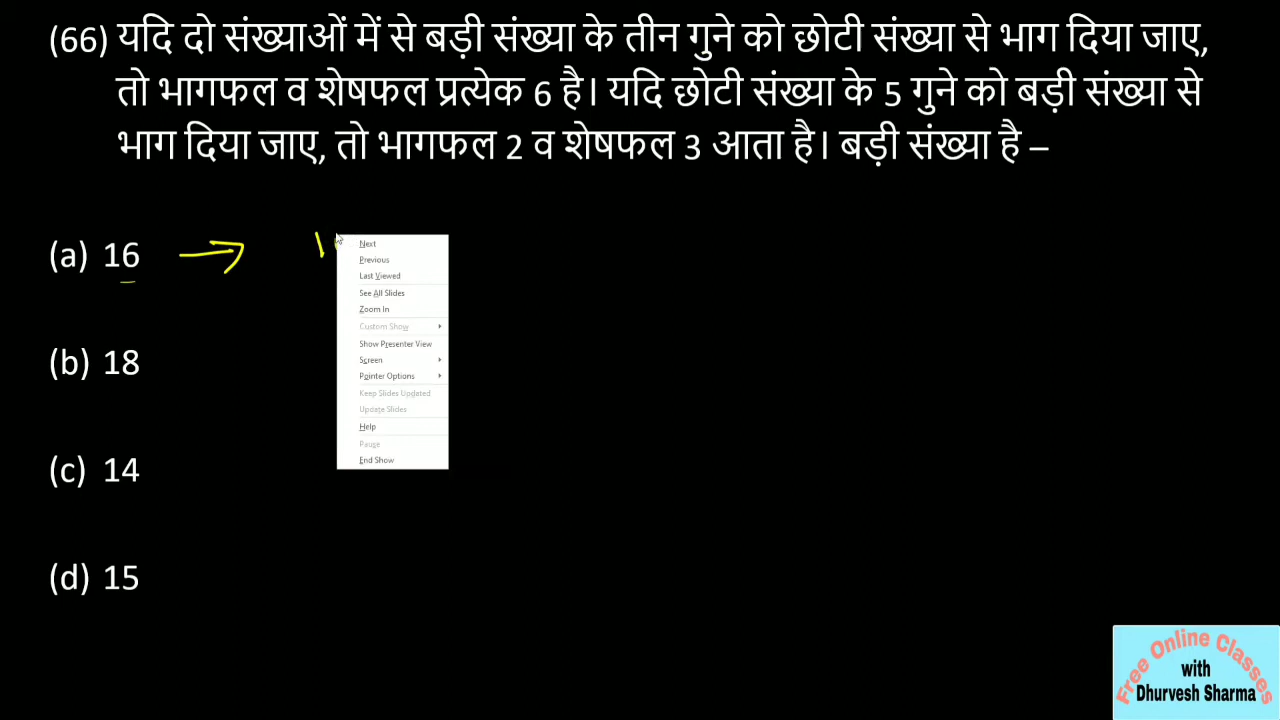 (66) यदि दो संख्याओं में से बड़ी संख्या के तीन गुने को छोटी संख्या से भाग दिया जाए,
तो भागफल व शेषफल प्रत्येक 6 है। यदि छोटी संख्या के 5 गुने को बड़ी संख्या से
भाग दिया जाए, तो भागफल 2 व शेषफल 3 आता है। बड़ी संख्या है –
(a) 16
(b) 18
(c) 14
(d) 15
Next
Previous
Last Viewed
See All Slides
Zoom In
Custom Show
Show Presenter View
Screen
Pointer Options
Keep Slides Updated
Update Slides
Help
Pause
End Show
Free Online Classes
with
Dhurvesh Sharma